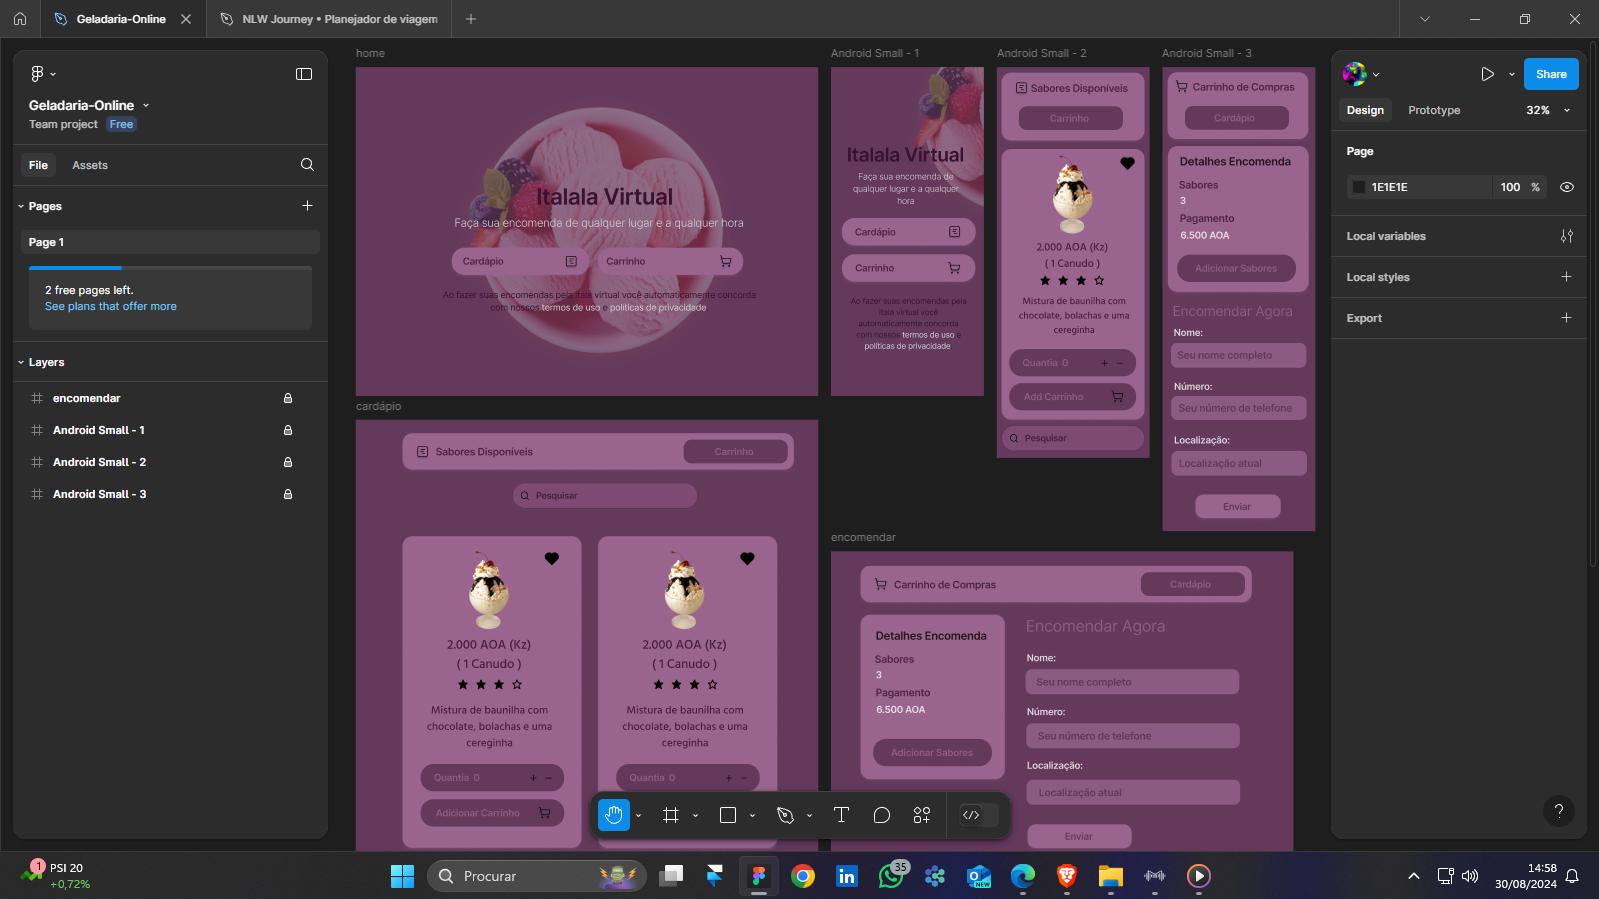 Geladaria-Online
NLW Journey • Planejador de viagem
Geladaria-Online
Team project Free
File Assets
Pages
Page 1
2 free pages left.
See plans that offer more
Layers
encomendar
Android Small - 1
Android Small - 2
Android Small - 3
home
Itálala Virtual
Faça sua encomenda de qualquer lugar e a qualquer hora
Cardápio
Carrinho
Ao fazer suas encomendas pela itala virtual você automaticamente concorda
com nossos termos de uso e políticas de privacidade
Android Small - 1
Italala Virtual
Faça sua encomenda de
qualquer lugar e a qualquer
hora
Cardápio
Carrinho
Ao fazer suas encomendas pela
itala virtual você
automaticamente concorda
com nossos termos de uso e
políticas de privacidade
Android Small - 2
Sabores Disponíveis
Carrinho
2.000 AOA (Kz)
( 1 Canudo )
Mistura de baunilha com
chocolate, bolachas e uma
cereginha
Quantia 0 + −
Add Carrinho
Pesquisar
Android Small - 3
Carrinho de Compras
Cardápio
Detalhes Encomenda
Sabores
3
Pagamento
6.500 AOA
Adicionar Sabores
Encomendar Agora
Nome:
Seu nome completo
Número:
Seu número de telefone
Localização:
Localização atual
Enviar
cardápio
Sabores Disponíveis
Carrinho
Pesquisar
2.000 AOA (Kz)
( 1 Canudo )
Mistura de baunilha com
chocolate, bolachas e uma
cereginha
Quantia 0 + −
Adicionar Carrinho
2.000 AOA (Kz)
( 1 Canudo )
Mistura de baunilha com
chocolate, bolachas e uma
cereginha
Quantia 0 + −
encomendar
Carrinho de Compras
Cardápio
Detalhes Encomenda
Sabores
3
Pagamento
6.500 AOA
Adicionar Sabores
Encomendar Agora
Nome:
Seu nome completo
Número:
Seu número de telefone
Localização:
Localização atual
Enviar
Share
Design Prototype 32%
Page
1E1E1E 100 %
Local variables
Local styles
Export
?
1
PSI 20
+0,72%
Procurar
35
NEW
14:58
30/08/2024